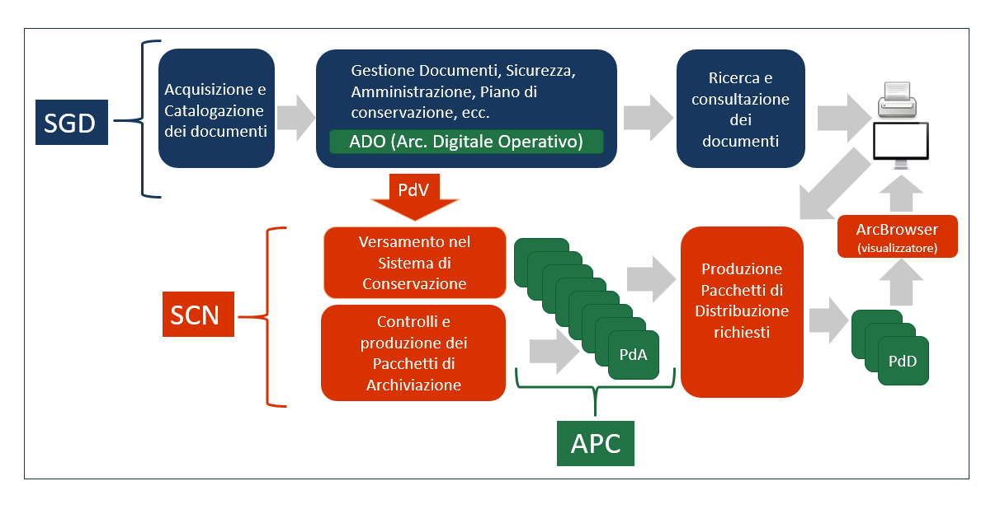 SGD
Acquisizione e
Catalogazione
dei documenti
Gestione Documenti, Sicurezza,
Amministrazione, Piano di
conservazione, ecc.
ADO (Arc. Digitale Operativo)
Ricerca e
consultazione
dei
documenti
PdV
SCN
Versamento nel
Sistema di
Conservazione
Controlli e
produzione dei
Pacchetti di
Archiviazione
PdA
APC
Produzione
Pacchetti di
Distribuzione
richiesti
ArcBrowser
(visualizzatore)
PdD